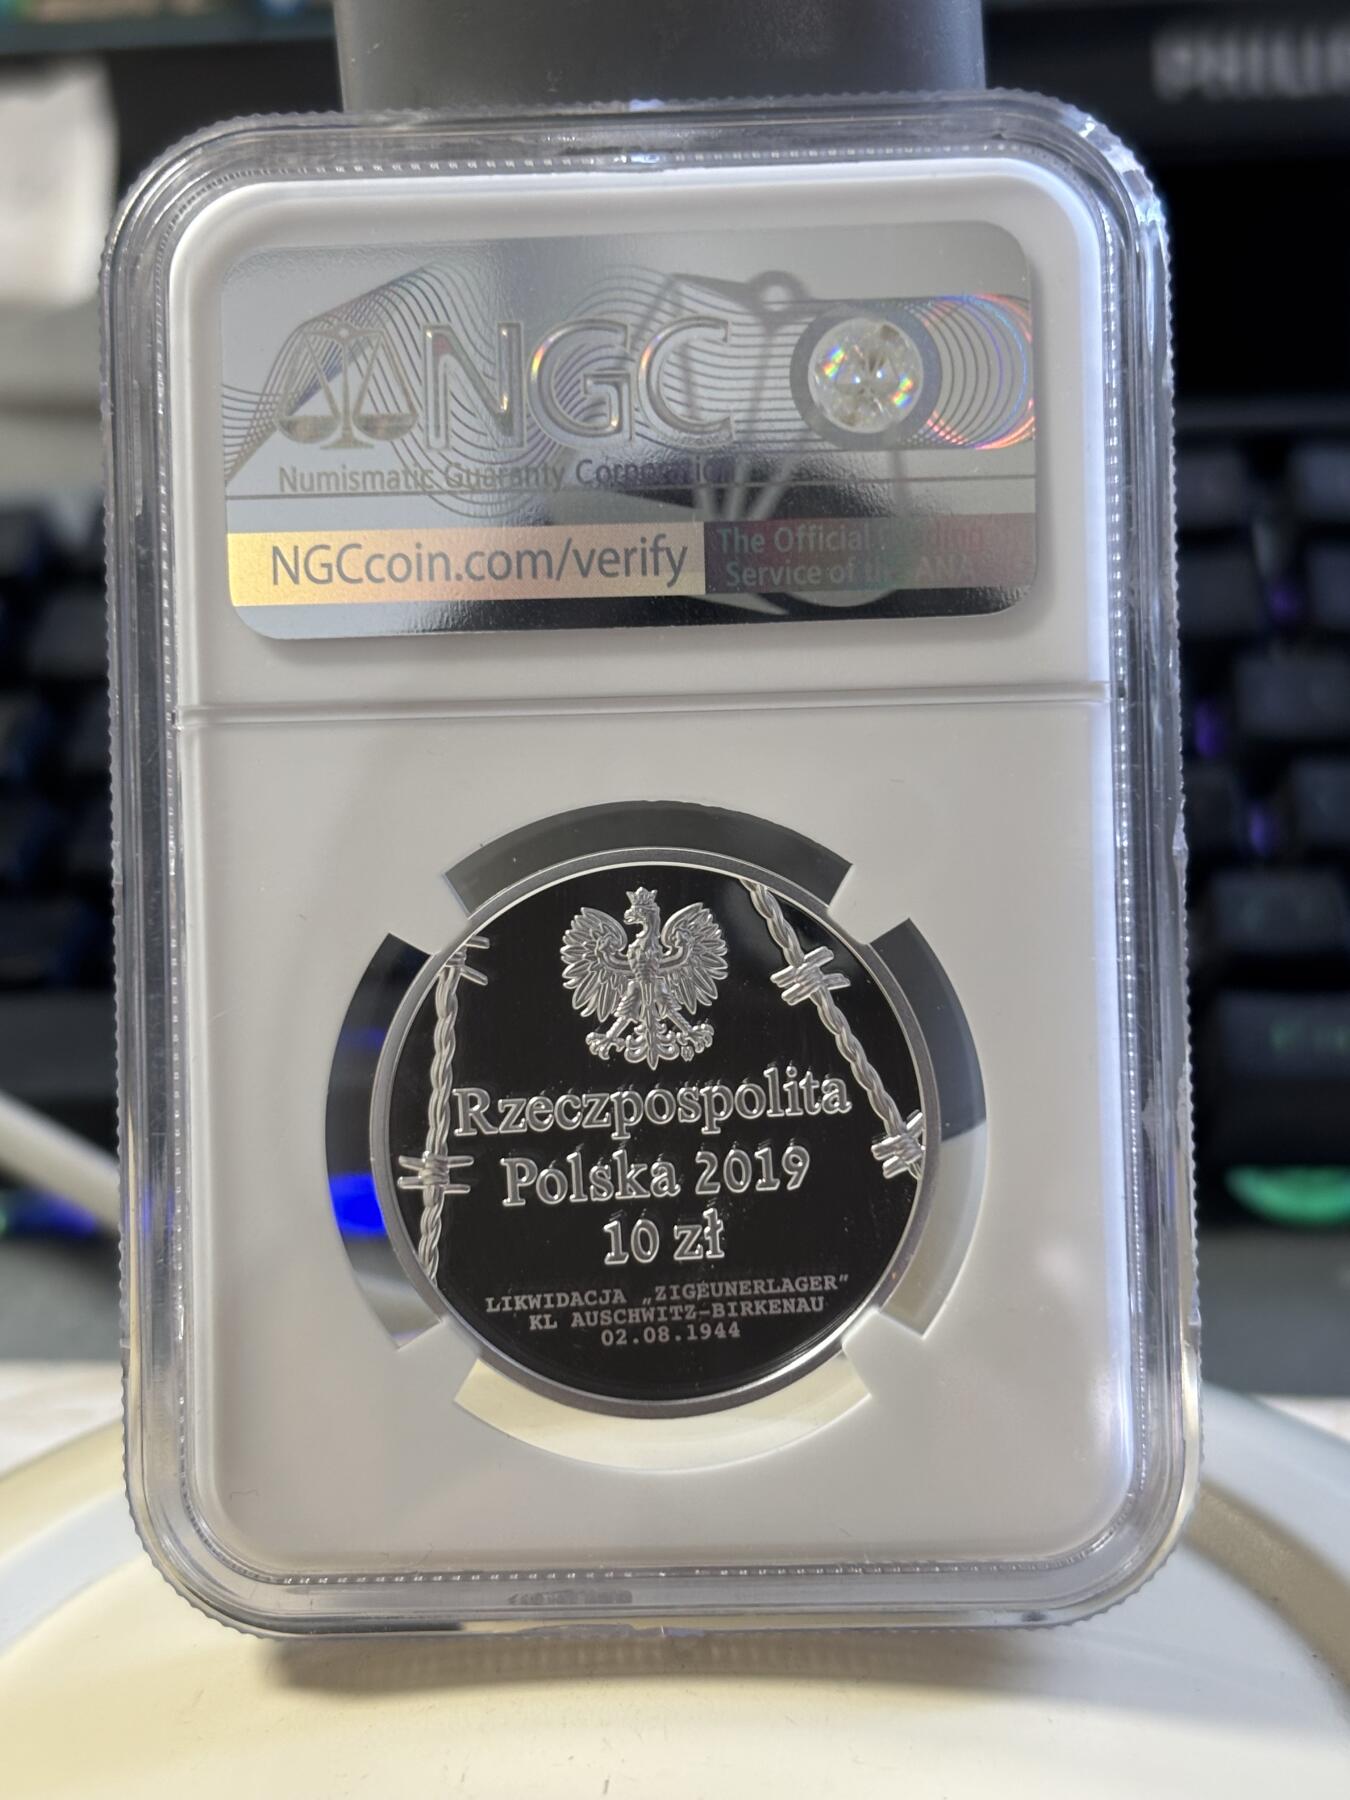 NGC
Numismatic Guaranty Corporation
NGCcoin.com/verify
The Official Grading
Service of the ANA
Rzeczpospolita
Polska 2019
10 zł
LIKWIDACJA „ZIGEUNERLAGER”
KL AUSCHWITZ-BIRKENAU
02.08.1944